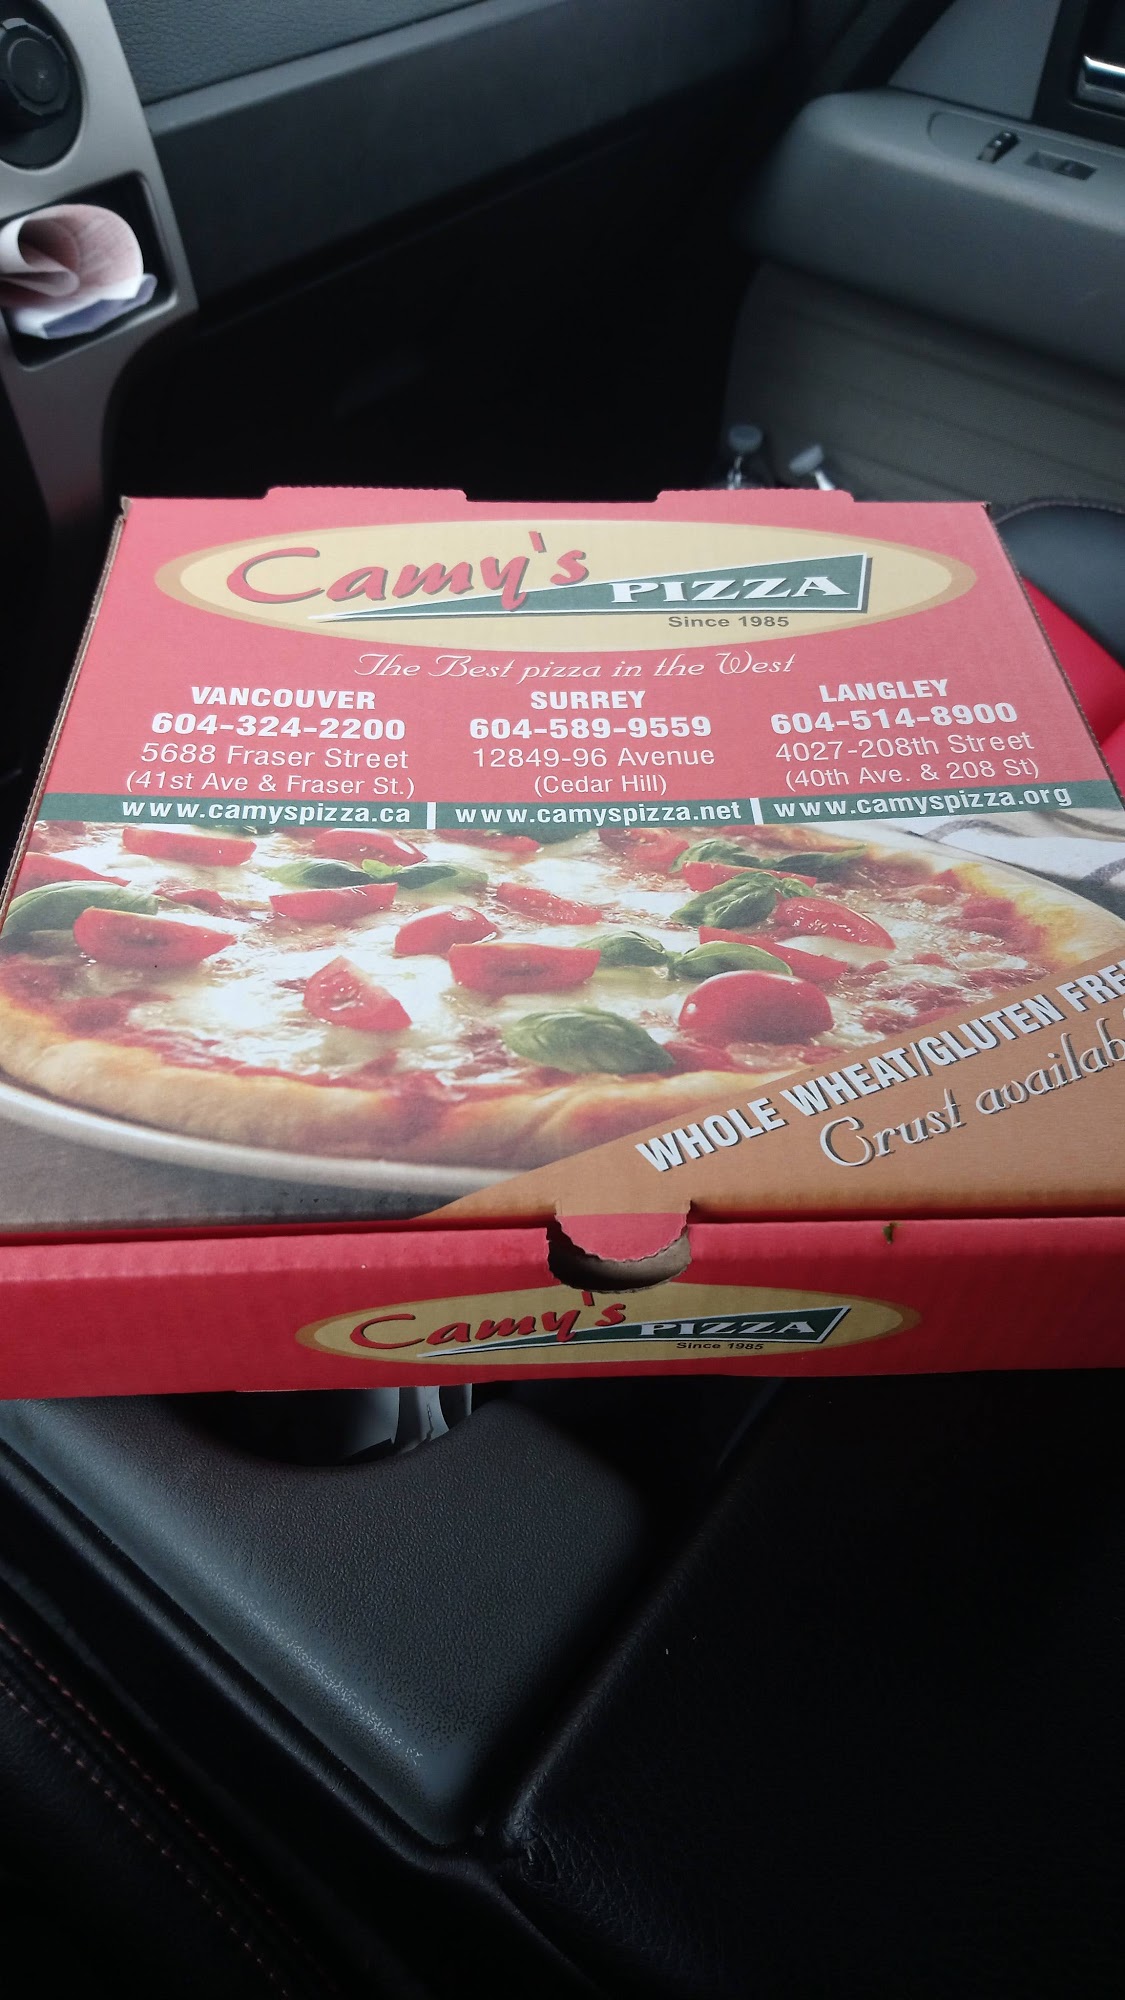 Camy's PIZZA
Since 1985
The Best pizza in the West
VANCOUVER
604-324-2200
5688 Fraser Street
(41st Ave & Fraser St.)
www.camyspizza.ca
SURREY
604-589-9559
12849-96 Avenue
(Cedar Hill)
www.camyspizza.net
LANGLEY
604-514-8900
4027-208th Street
(40th Ave. & 208 St)
www.camyspizza.org
WHOLE WHEAT/GLUTEN FRE
Crust availab
Camy's PIZZA
Since 1985